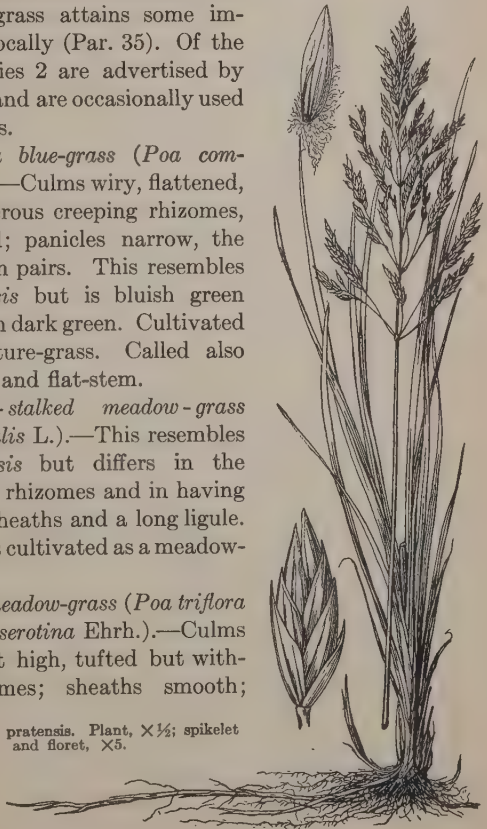 grass attains some im-
ocally (Par. 35). Of the
ies 2 are advertised by
and are occasionally used
s.
blue-grass (Poa com-
—Culms wiry, flattened,
rous creeping rhizomes,
; panicles narrow, the
n pairs. This resembles
is but is bluish green
n dark green. Cultivated
ture-grass. Called also
and flat-stem.
-stalked meadow-grass
lis L.).—This resembles
sis but differs in the
rhizomes and in having
heaths and a long ligule.
s cultivated as a meadow-
eadow-grass (Poa triflora
serotina Ehrh.).—Culms
t high, tufted but with-
mes; sheaths smooth;
pratensis. Plant, ×½; spikelet
and floret, ×5.